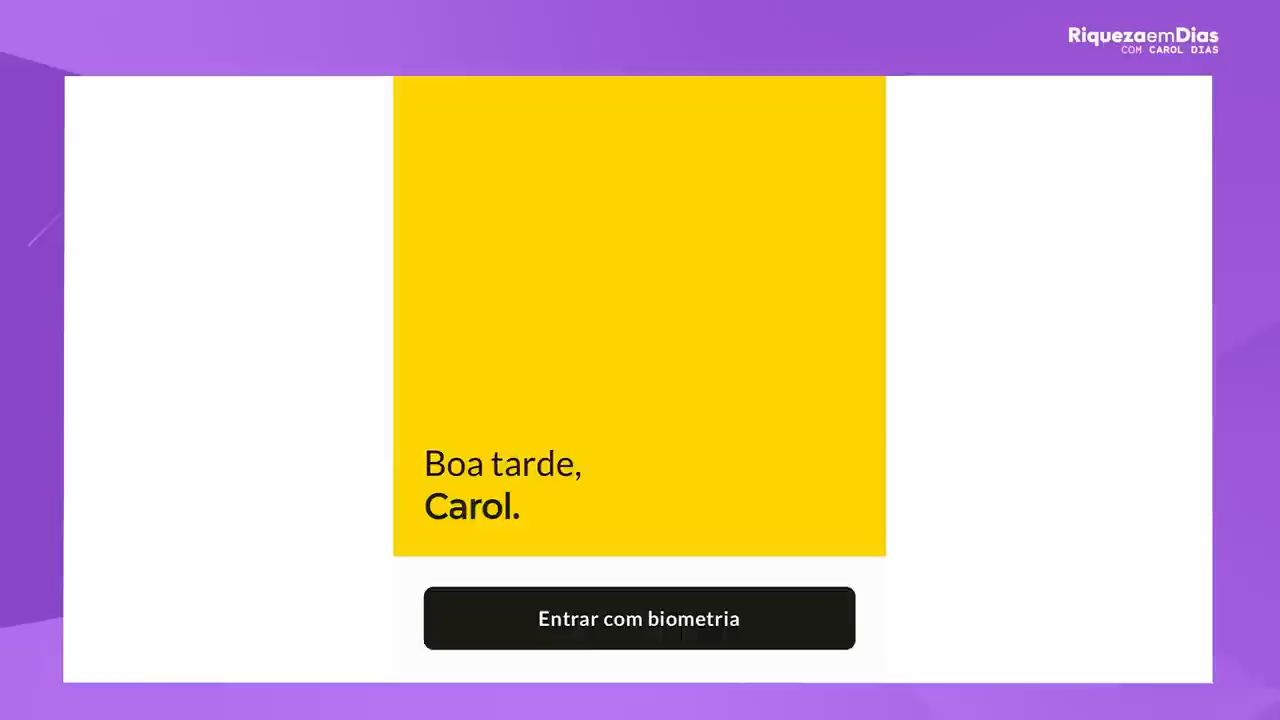 RiquezaemDias
COM CAROL DIAS
Boa tarde,
Carol.
Entrar com biometria